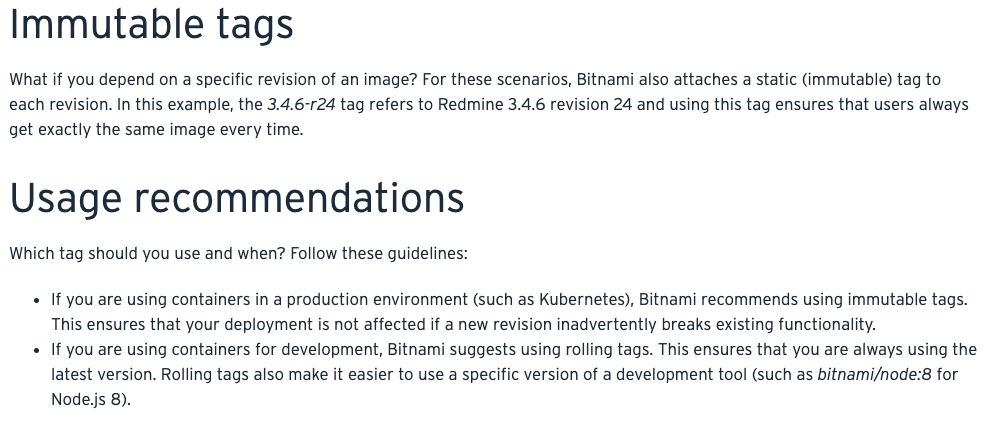 Immutable tags
What if you depend on a specific revision of an image? For these scenarios, Bitnami also attaches a static (immutable) tag to
each revision. In this example, the 3.4.6-r24 tag refers to Redmine 3.4.6 revision 24 and using this tag ensures that users always
get exactly the same image every time.
Usage recommendations
Which tag should you use and when? Follow these guidelines:
• If you are using containers in a production environment (such as Kubernetes), Bitnami recommends using immutable tags.
This ensures that your deployment is not affected if a new revision inadvertently breaks existing functionality.
• If you are using containers for development, Bitnami suggests using rolling tags. This ensures that you are always using the
latest version. Rolling tags also make it easier to use a specific version of a development tool (such as bitnami/node:8 for
Node.js 8).